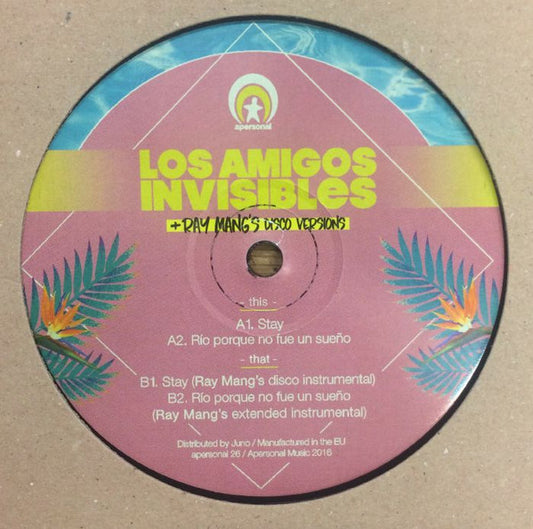 apersonal
LOS AMIGOS
INVISIBLES
+ RAY MANG'S DISCO VERSIONS
- this -
A1. Stay
A2. Río porque no fue un sueño
- that -
B1. Stay (Ray Mang's disco instrumental)
B2. Río porque no fue un sueño
(Ray Mang's extended instrumental)
Distributed by Juno / Manufactured in the EU
apersonal 26 / Apersonal Music 2016